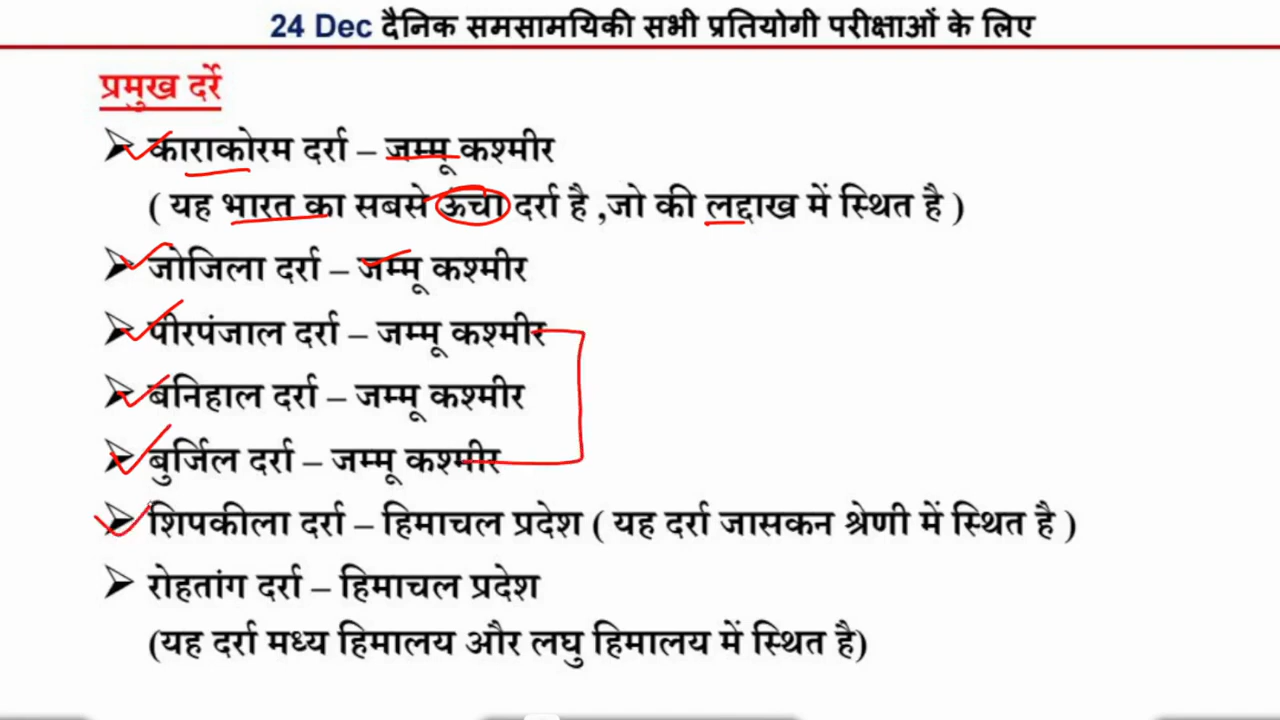 24 Dec दैनिक समसामयिकी सभी प्रतियोगी परीक्षाओं के लिए
प्रमुख दर्रे
➤ काराकोरम दर्रा – जम्मू कश्मीर
( यह भारत का सबसे ऊंचा दर्रा है ,जो की लद्दाख में स्थित है )
➤ जोजिला दर्रा – जम्मू कश्मीर
➤ पीरपंजाल दर्रा – जम्मू कश्मीर
➤ बनिहाल दर्रा – जम्मू कश्मीर
➤ बुर्जिल दर्रा – जम्मू कश्मीर
➤ शिपकीला दर्रा – हिमाचल प्रदेश ( यह दर्रा जासकन श्रेणी में स्थित है )
➤ रोहतांग दर्रा – हिमाचल प्रदेश
(यह दर्रा मध्य हिमालय और लघु हिमालय में स्थित है)